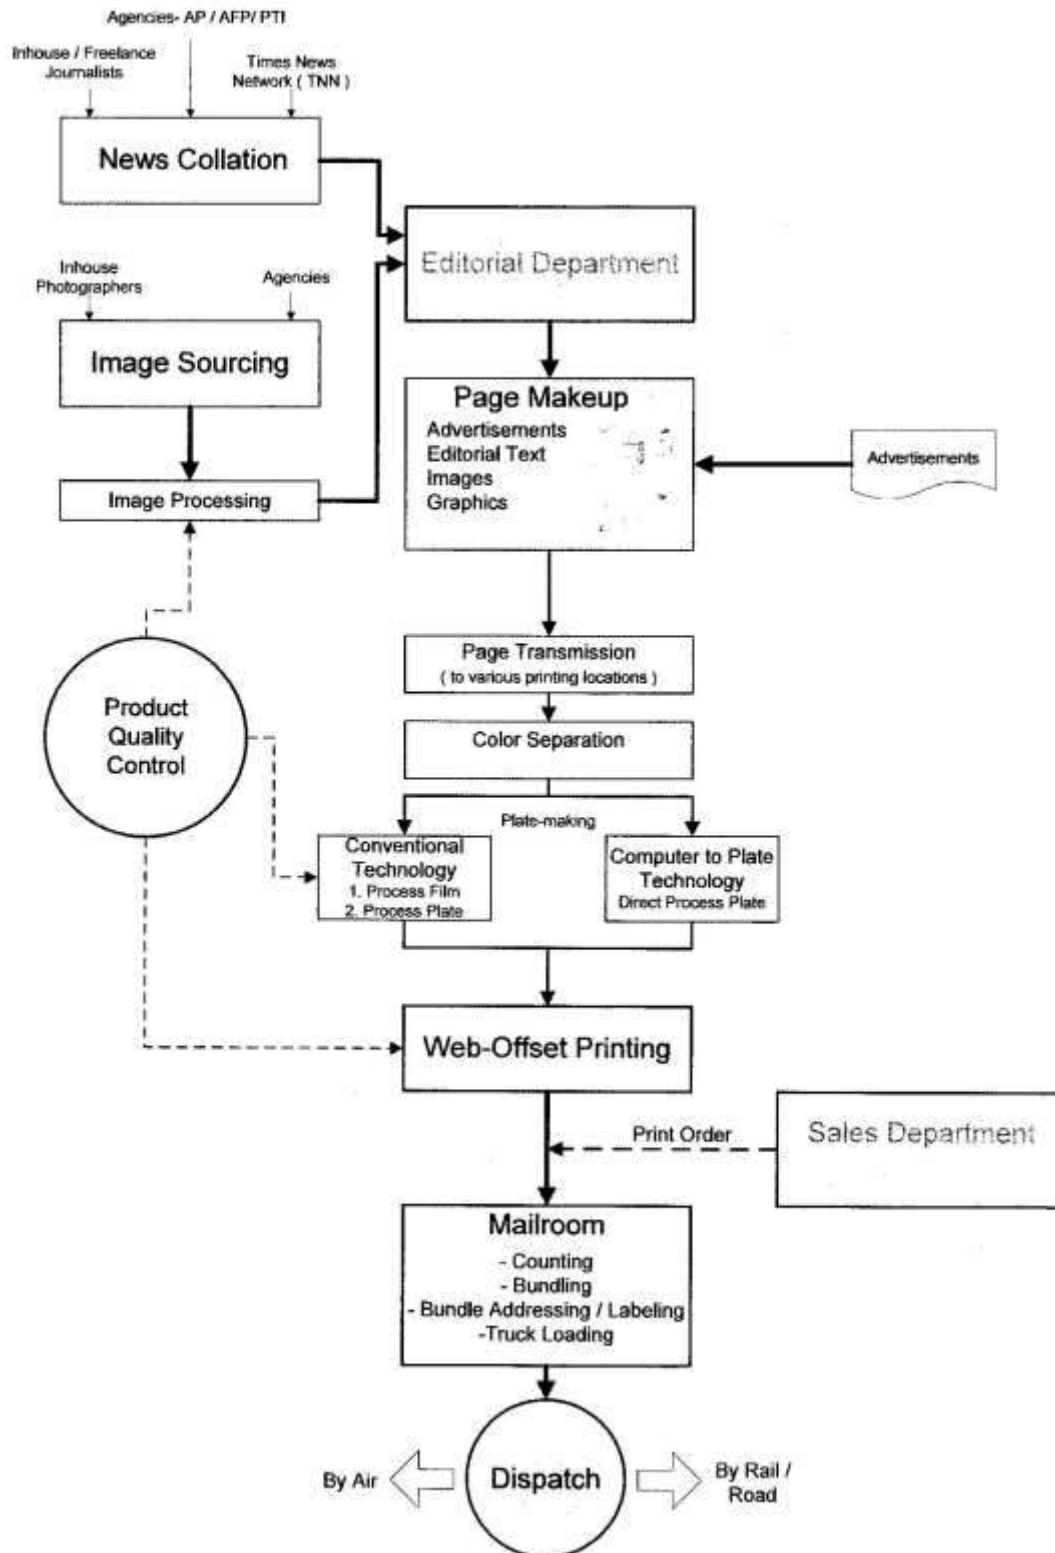 Agencies- AP / AFP/ PTI
Inhouse / Freelance
Journalists
Times News
Network ( TNN )
News Collation
Editorial Department
Inhouse
Photographers
Agencies
Image Sourcing
Image Processing
Page Makeup
Advertisements
Editorial Text
Images
Graphics
Advertisements
Page Transmission
( to various printing locations )
Color Separation
Product
Quality
Control
Plate-making
Conventional
Technology
1. Process Film
2. Process Plate
Computer to Plate
Technology
Direct Process Plate
Web-Offset Printing
Print Order
Sales Department
Mailroom
- Counting
- Bundling
- Bundle Addressing / Labeling
-Truck Loading
By Air
Dispatch
By Rail /
Road